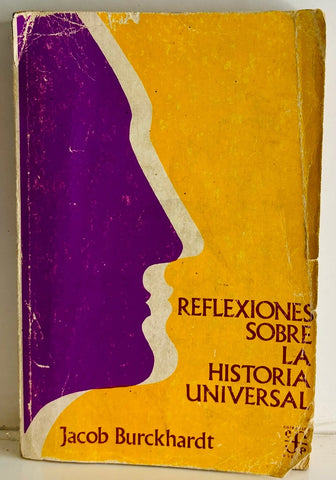 REFLEXIONES
SOBRE
LA
HISTORIA
UNIVERSAL
Jacob Burckhardt